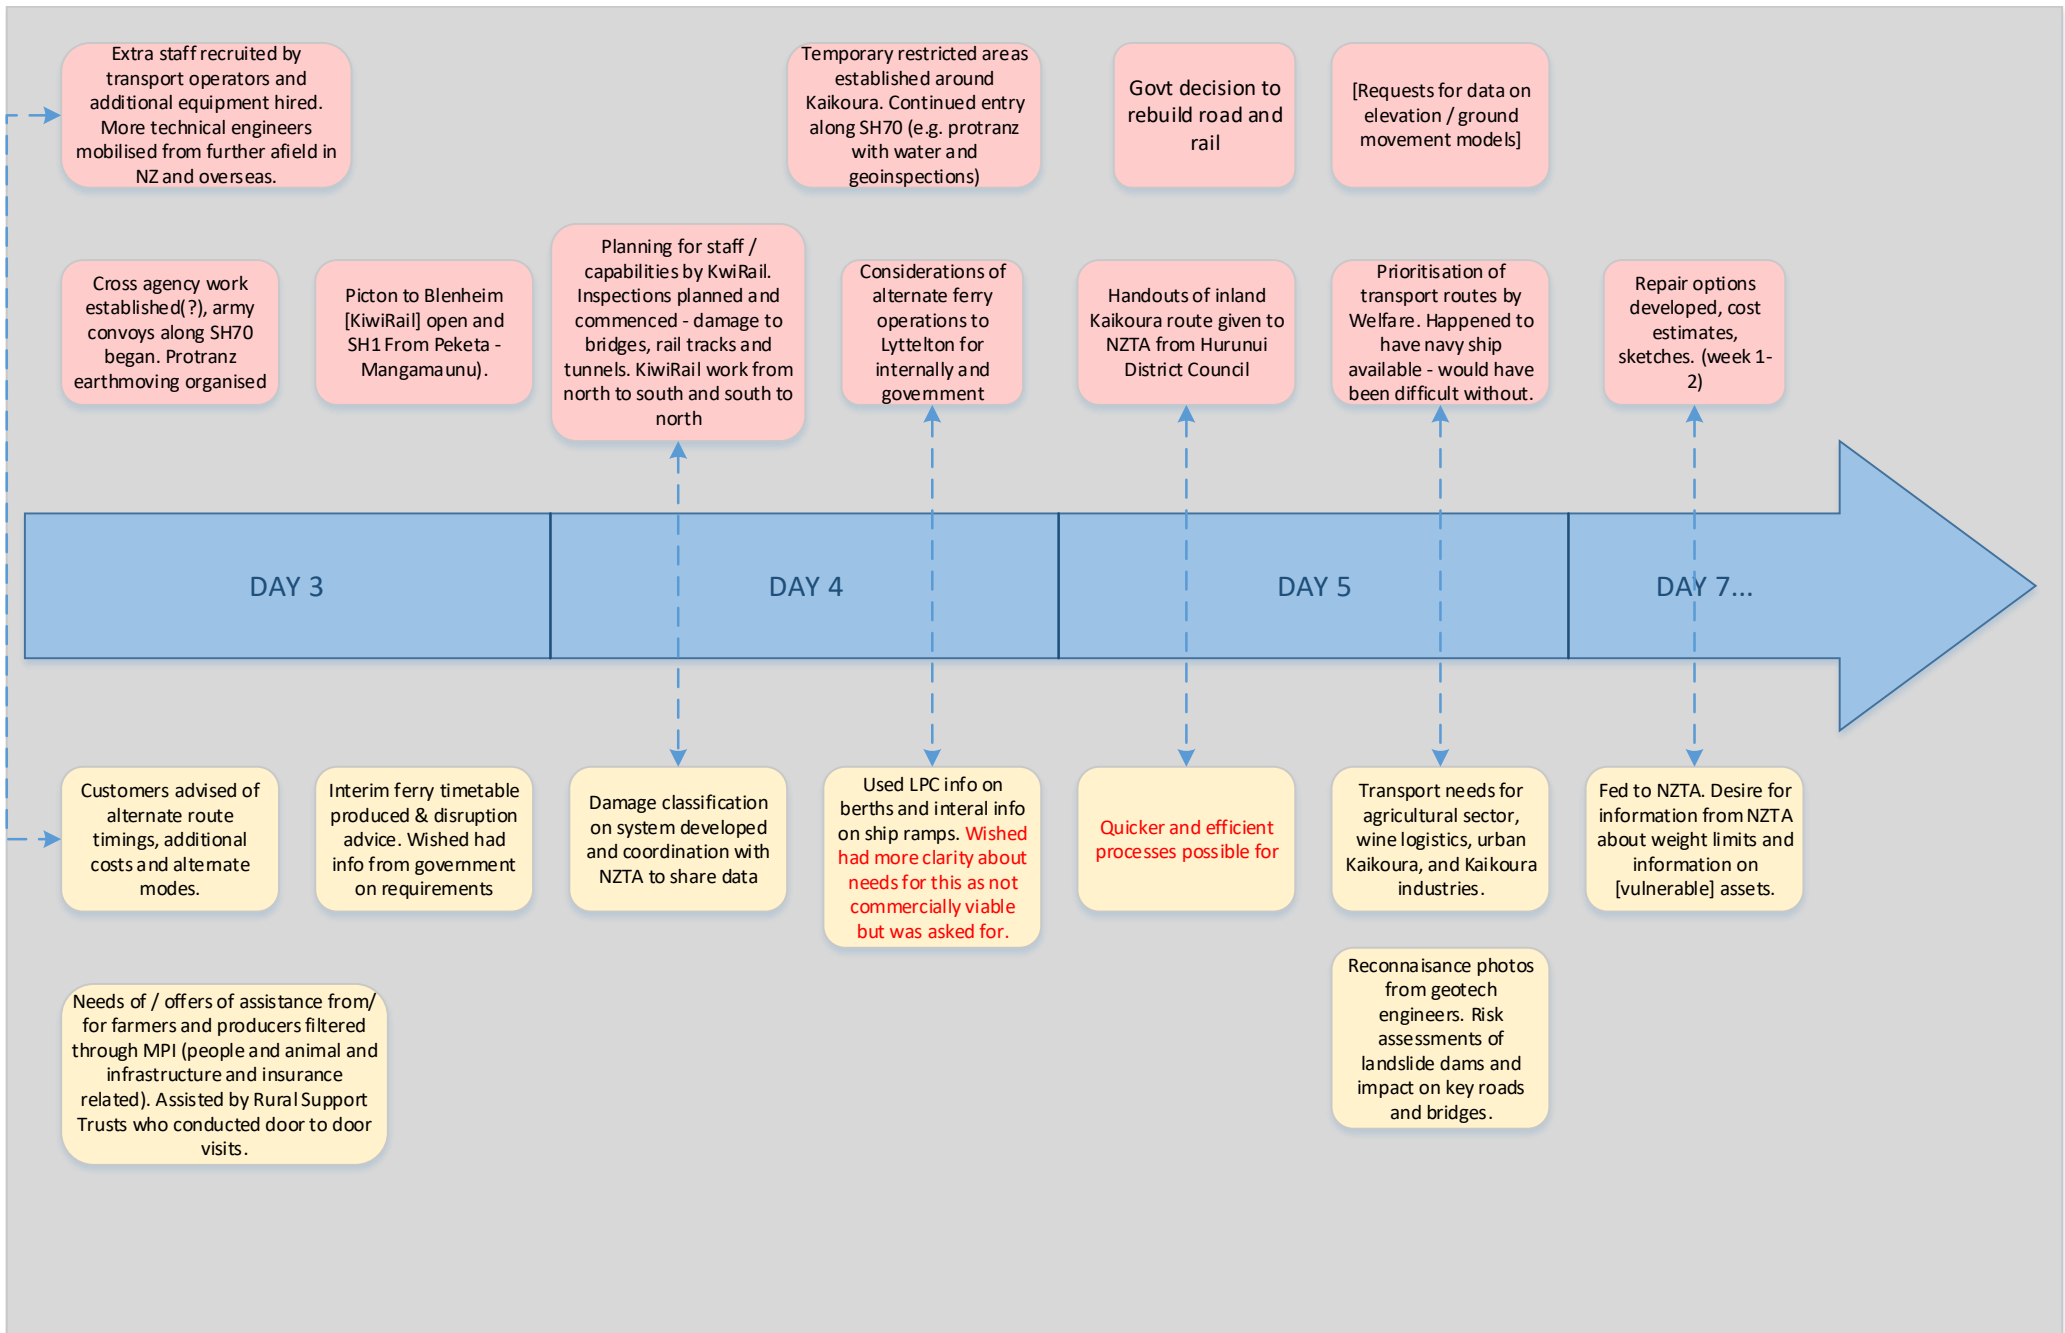 Extra staff recruited by
transport operators and
additional equipment hired.
More technical engineers
mobilised from further afield in
NZ and overseas.
Temporary restricted areas
established around
Kaikoura. Continued entry
along SH70 (e.g. protranz
with water and
geoinspections)
Govt decision to
rebuild road and
rail
[Requests for data on
elevation / ground
movement models]
Cross agency work
established(?), army
convoys along SH70
began. Protranz
earthmoving organised
Picton to Blenheim
[KiwiRail] open and
SH1 From Peketa -
Mangamaunu).
Planning for staff /
capabilities by KwiRail.
Inspections planned and
commenced - damage to
bridges, rail tracks and
tunnels. KiwiRail work from
north to south and south to
north
Considerations of
alternate ferry
operations to
Lyttelton for
internally and
government
Handouts of inland
Kaikoura route given to
NZTA from Hurunui
District Council
Prioritisation of
transport routes by
Welfare. Happened to
have navy ship
available - would have
been difficult without.
Repair options
developed, cost
estimates,
sketches. (week 1-
2)
DAY 3
DAY 4
DAY 5
DAY 7...
Customers advised of
alternate route
timings, additional
costs and alternate
modes.
Interim ferry timetable
produced & disruption
advice. Wished had
info from government
on requirements
Damage classification
on system developed
and coordination with
NZTA to share data
Used LPC info on
berths and interal info
on ship ramps. Wished
had more clarity about
needs for this as not
commercially viable
but was asked for.
Quicker and efficient
processes possible for
Transport needs for
agricultural sector,
wine logistics, urban
Kaikoura, and Kaikoura
industries.
Fed to NZTA. Desire for
information from NZTA
about weight limits and
information on
[vulnerable] assets.
Needs of / offers of assistance from/
for farmers and producers filtered
through MPI (people and animal and
infrastructure and insurance
related). Assisted by Rural Support
Trusts who conducted door to door
visits.
Reconnaisance photos
from geotech
engineers. Risk
assessments of
landslide dams and
impact on key roads
and bridges.